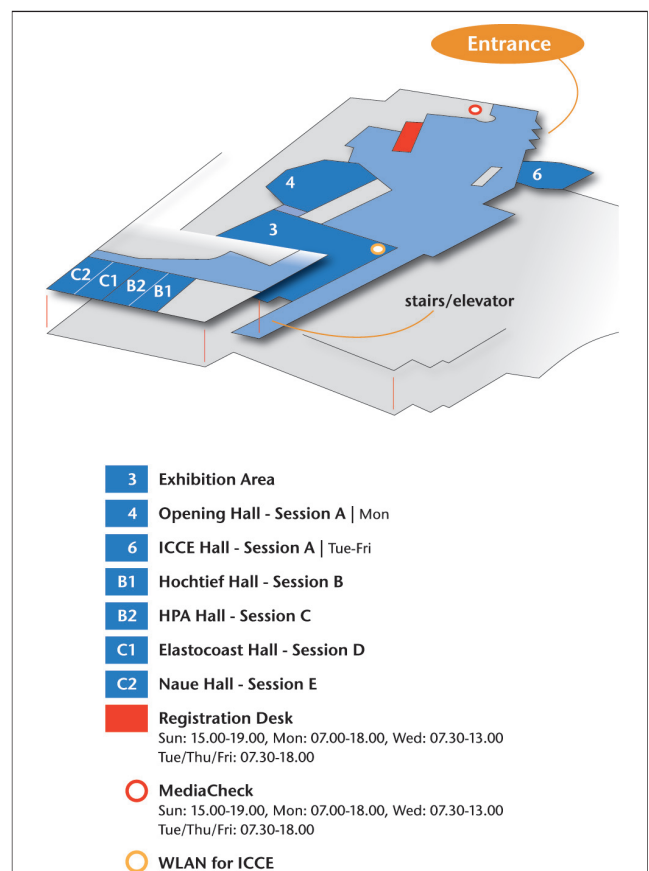 Entrance
4
6
3
C2
C1
B2
B1
stairs/elevator
3 Exhibition Area
4 Opening Hall - Session A | Mon
6 ICCE Hall - Session A | Tue-Fri
B1 Hochtief Hall - Session B
B2 HPA Hall - Session C
C1 Elastocoast Hall - Session D
C2 Naue Hall - Session E
Registration Desk
Sun: 15.00-19.00, Mon: 07.00-18.00, Wed: 07.30-13.00
Tue/Thu/Fri: 07.30-18.00
MediaCheck
Sun: 15.00-19.00, Mon: 07.00-18.00, Wed: 07.30-13.00
Tue/Thu/Fri: 07.30-18.00
WLAN for ICCE